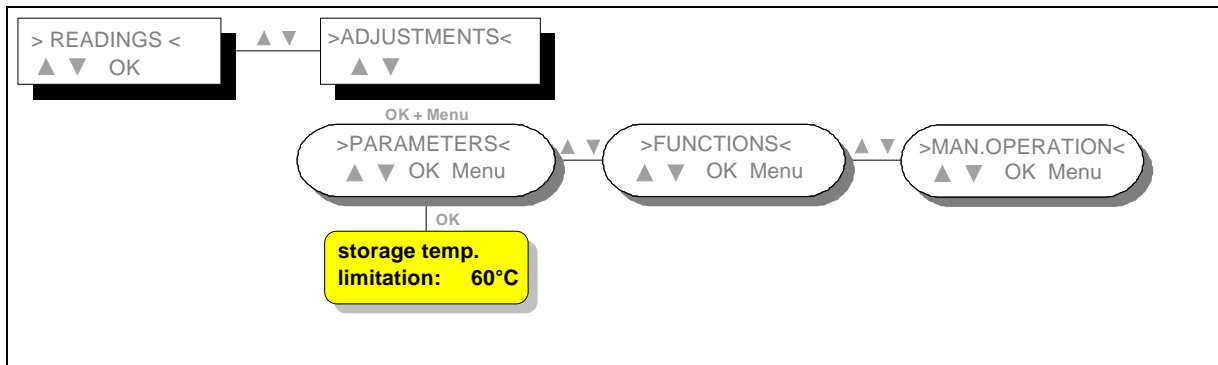 > READINGS <
▲ ▼ OK
▲ ▼
>ADJUSTMENTS<
▲ ▼
OK + Menu
>PARAMETERS<
▲ ▼ OK Menu
▲ ▼
>FUNCTIONS<
▲ ▼ OK Menu
▲ ▼
>MAN.OPERATION<
▲ ▼ OK Menu
OK
storage temp.
limitation: 60°C